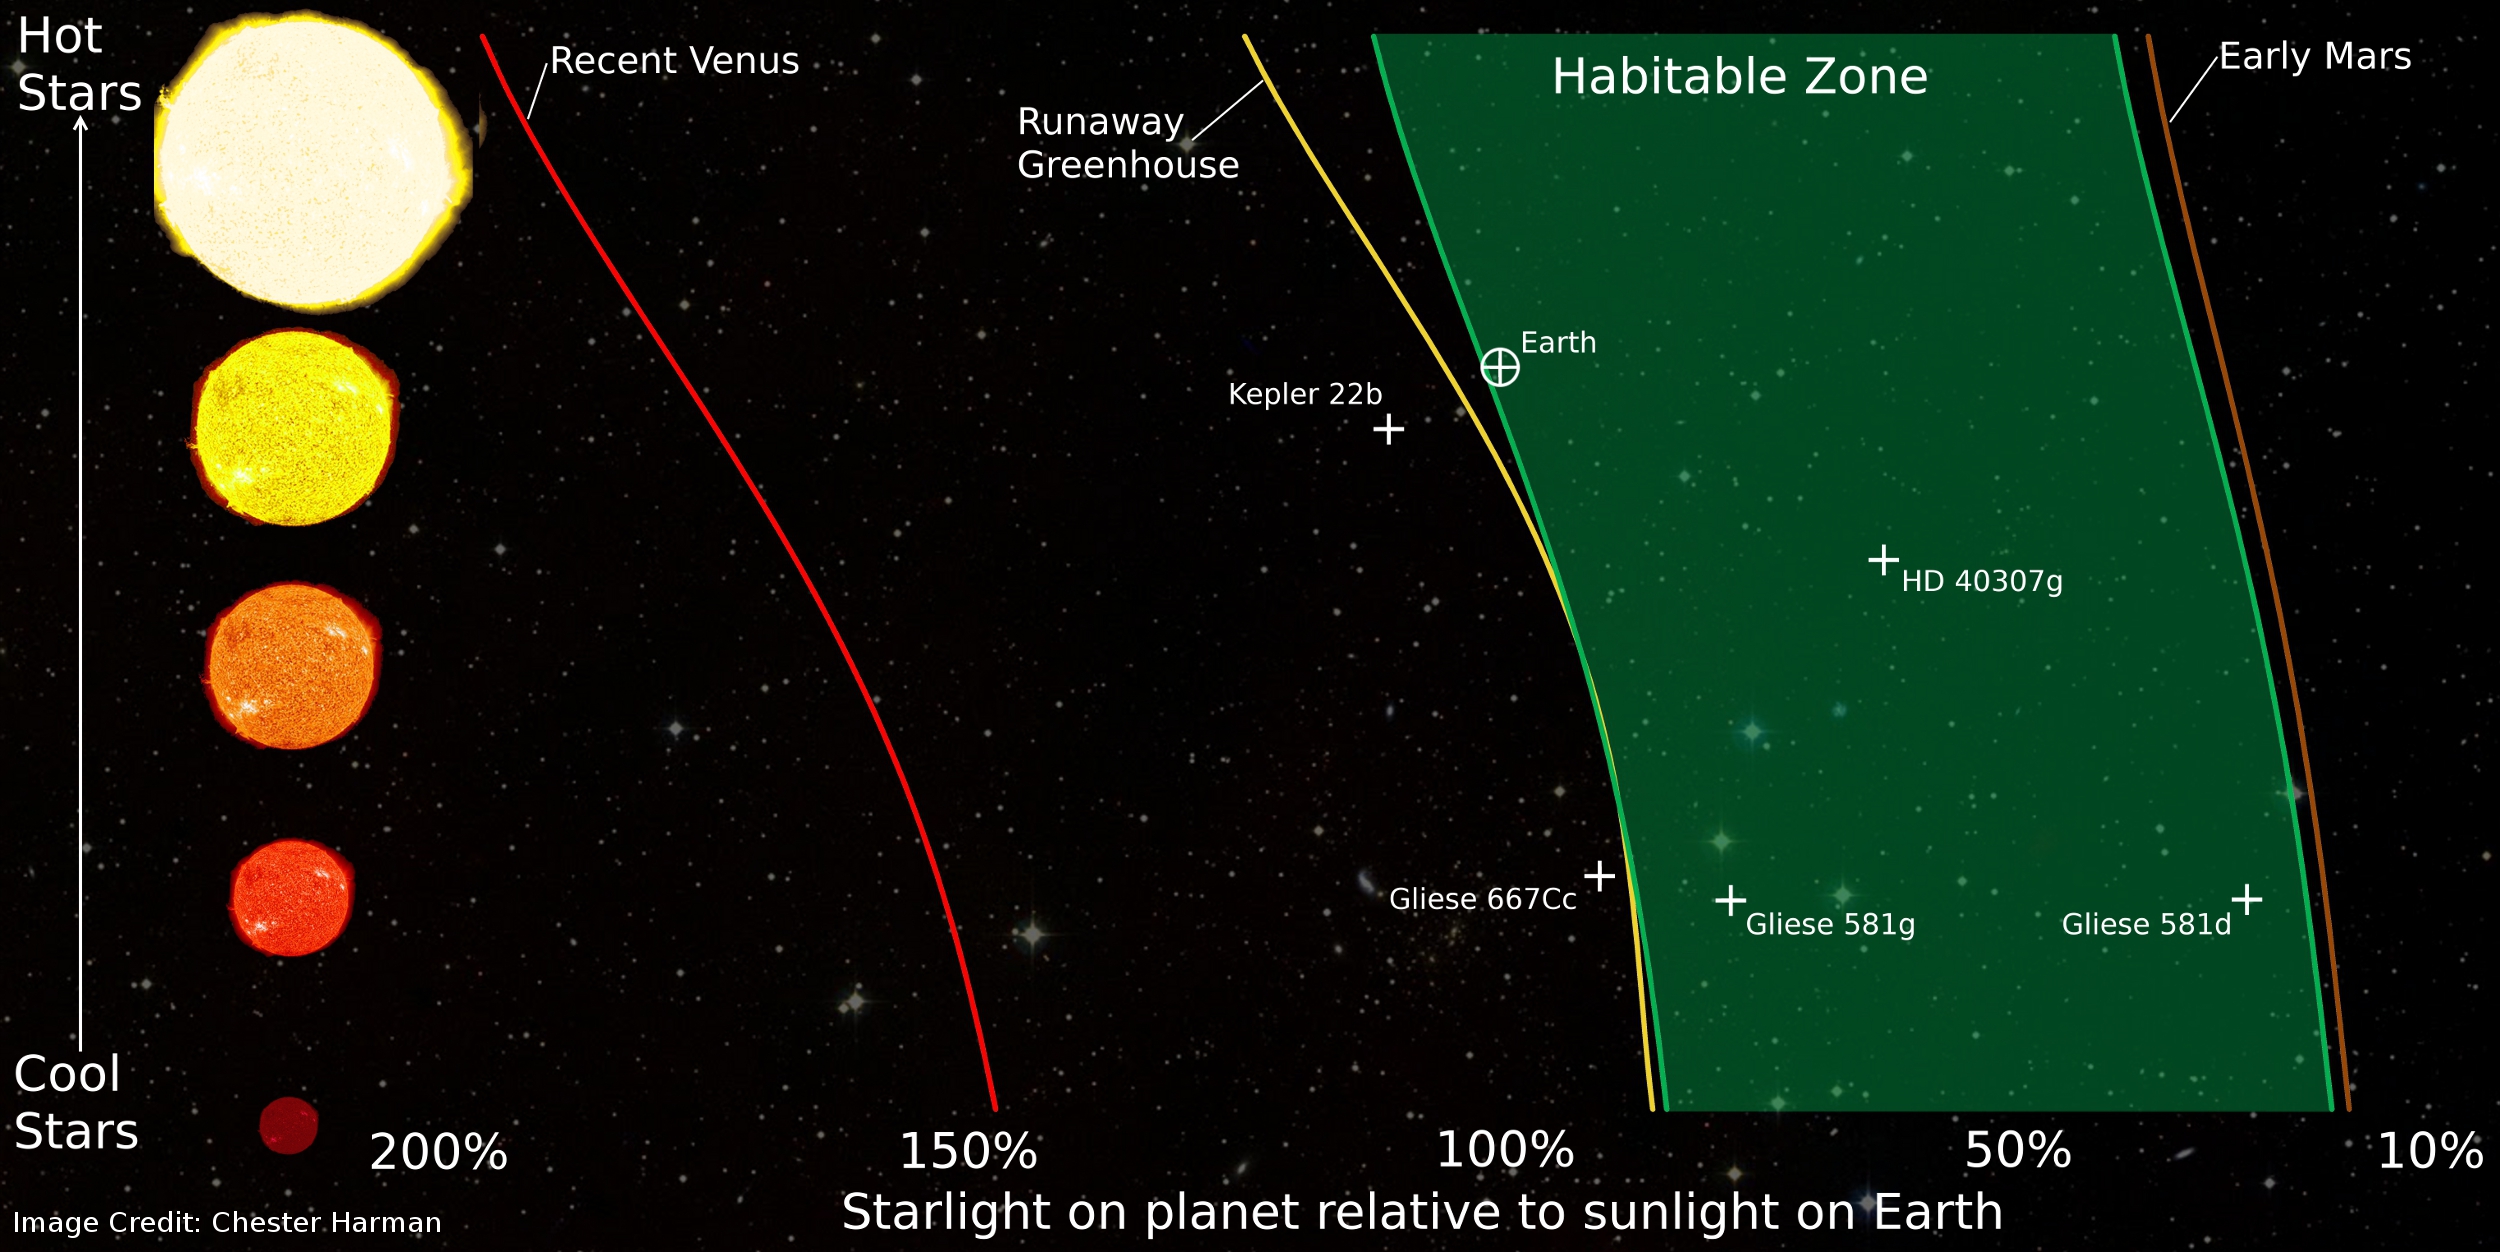 Hot
Stars
Recent Venus
Runaway
Greenhouse
Habitable Zone
Early Mars
Earth
Kepler 22b
HD 40307g
Gliese 667Cc
Gliese 581g
Gliese 581d
Cool
Stars
200%
150%
100%
50%
10%
Starlight on planet relative to sunlight on Earth
Image Credit: Chester Harman